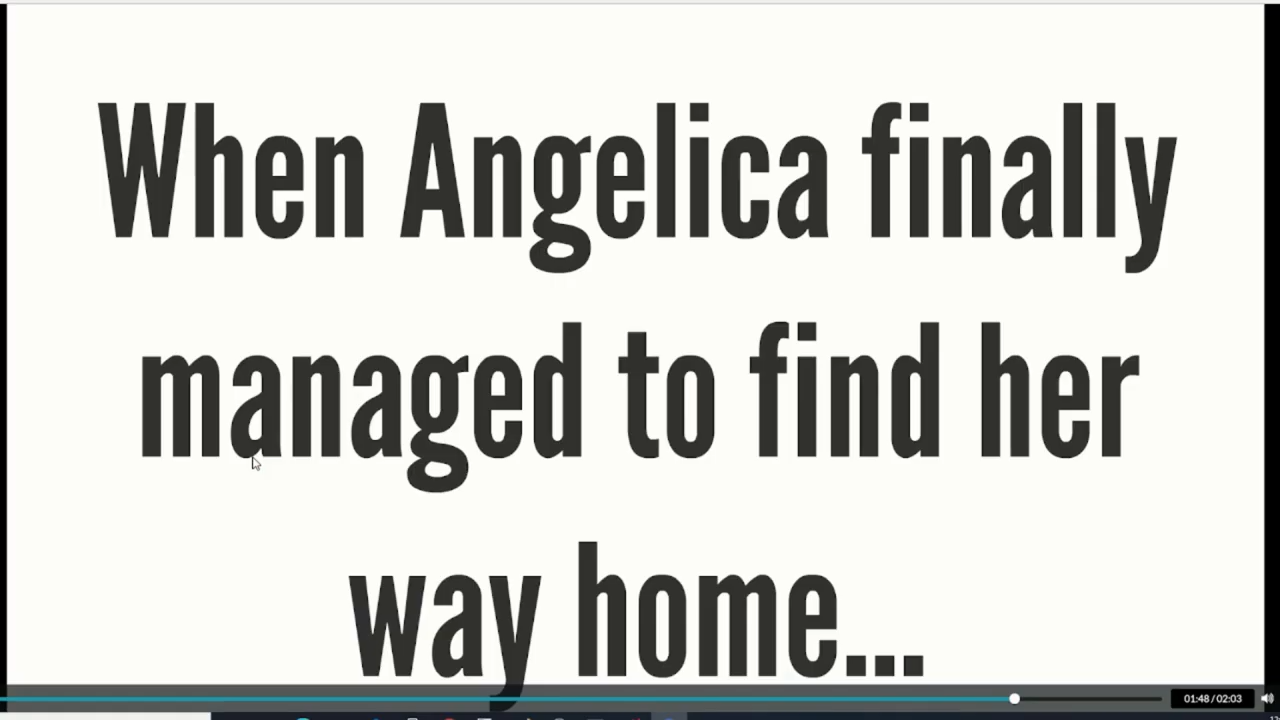 When Angelica finally
managed to find her
way home...
01:48 / 02:03